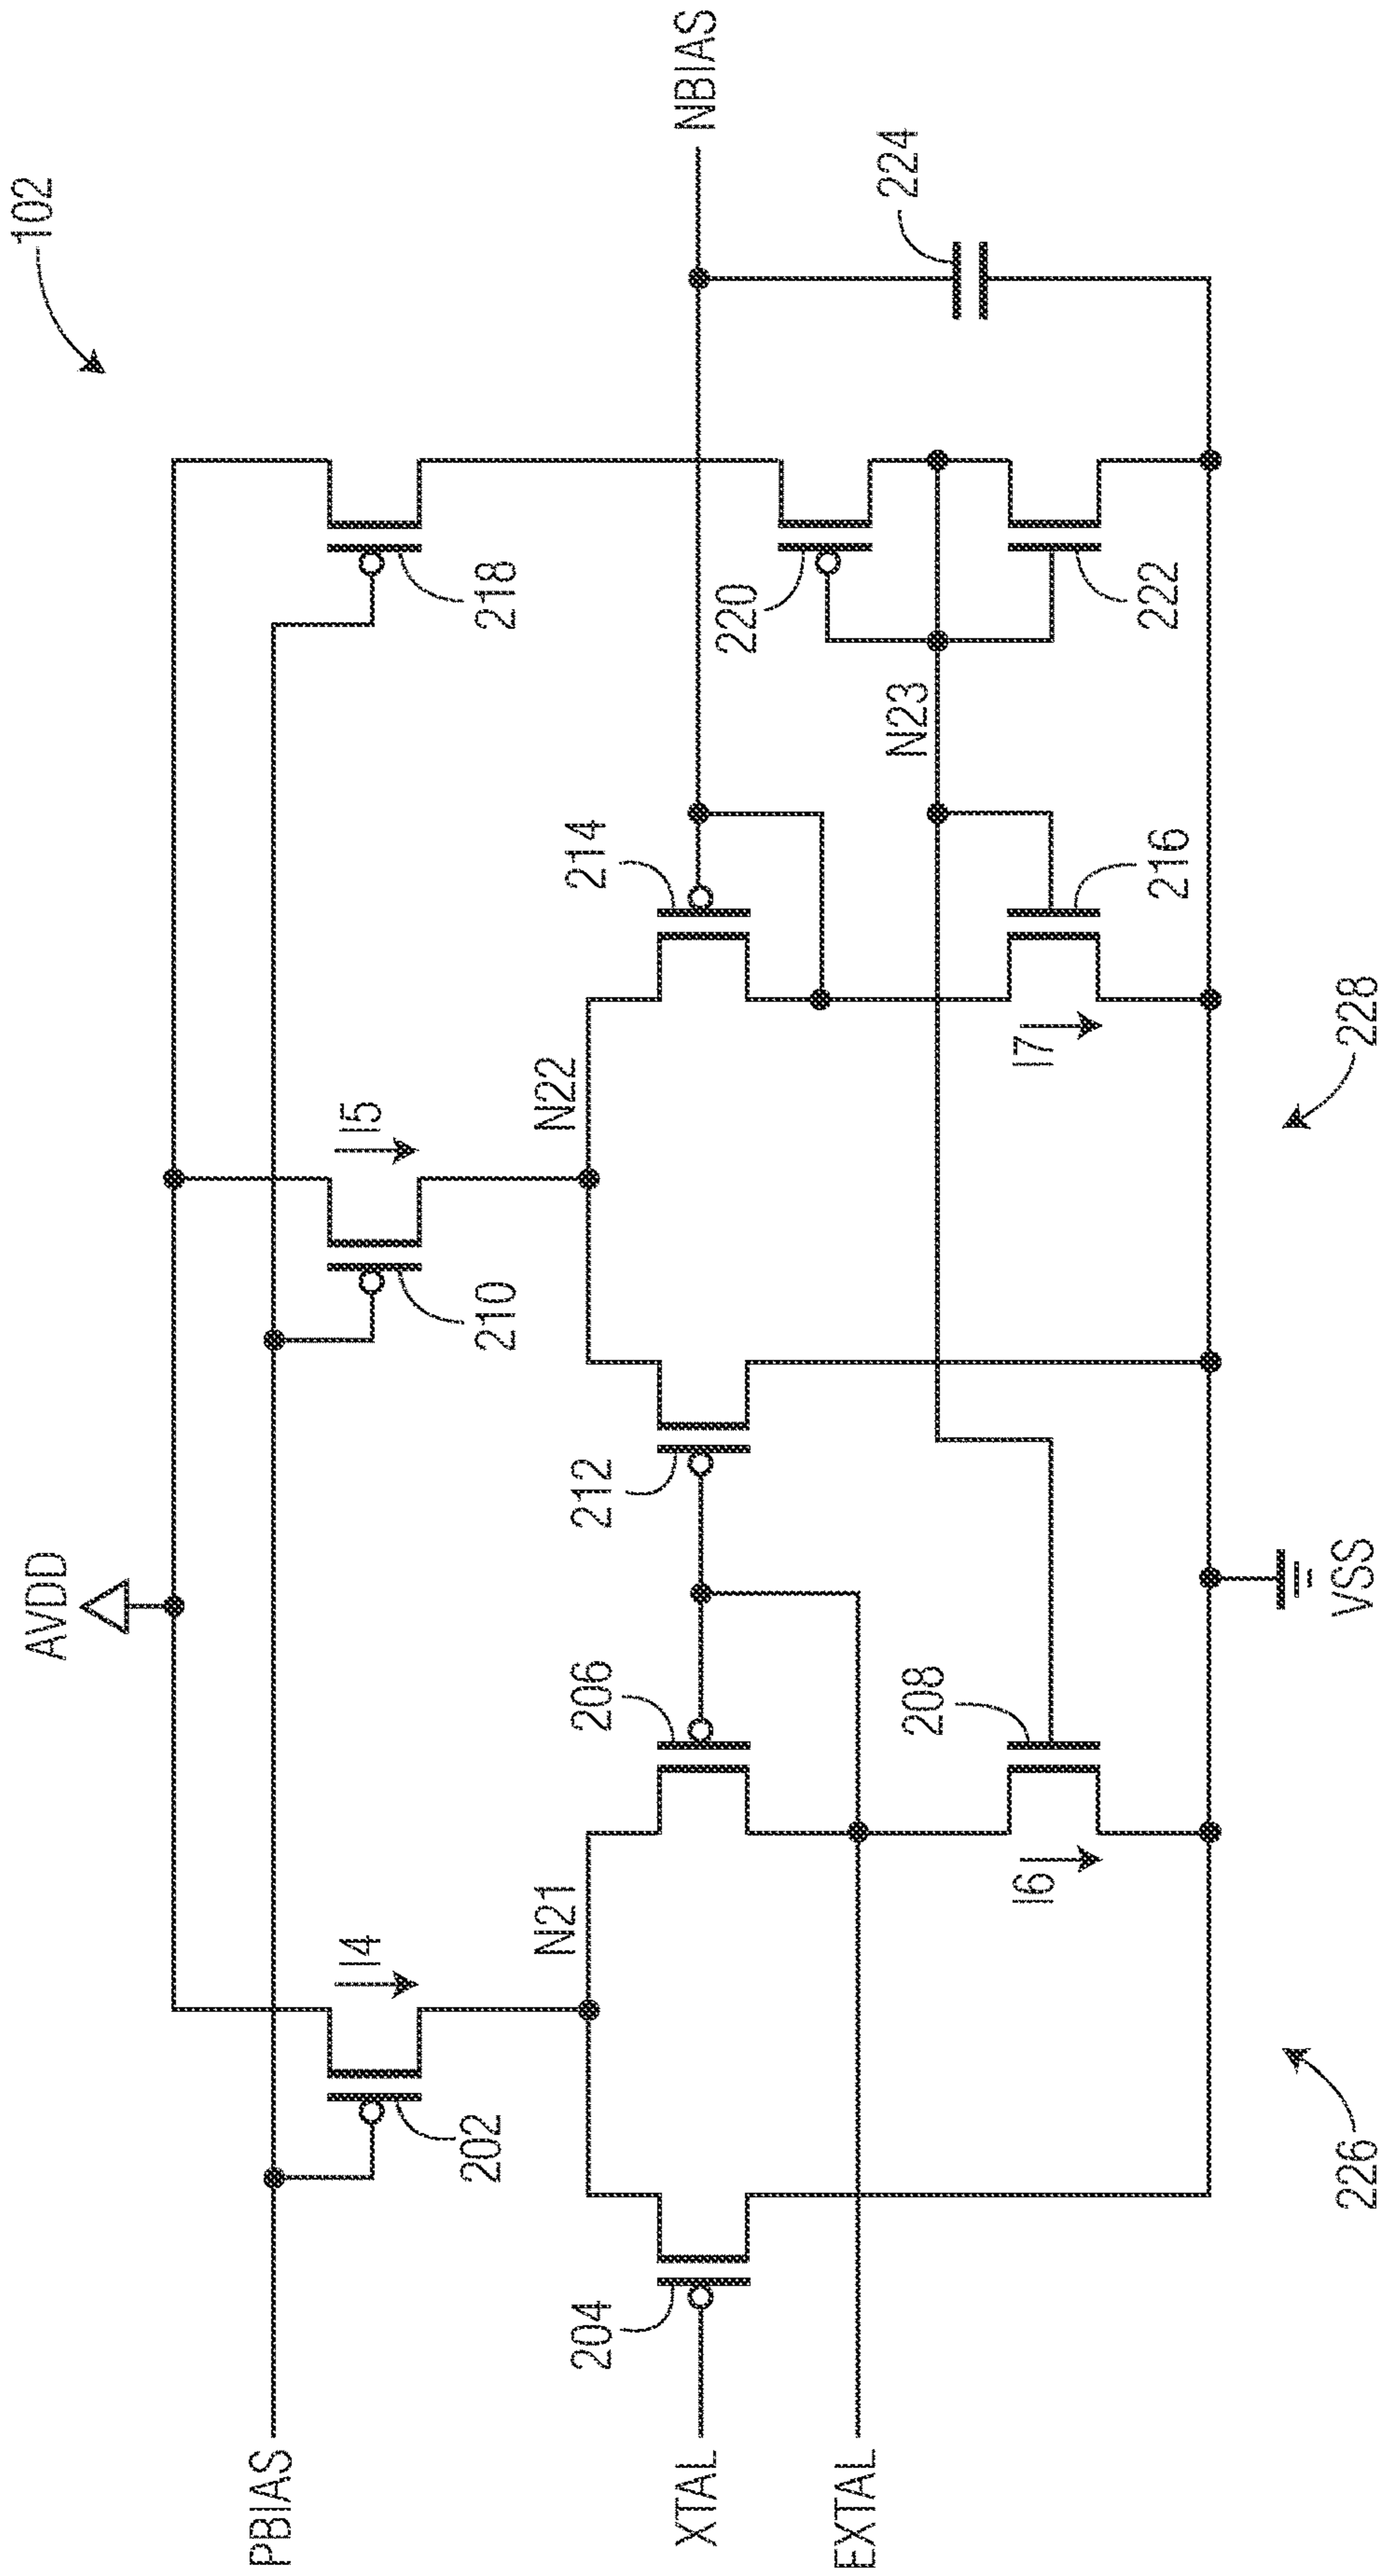 102
AVDD
PBIAS
I4
I5
202
210
218
N21
N22
204
206
212
214
XTAL
NBIAS
220
N23
EXTAL
208
224
I6
I7
216
222
VSS
226
228